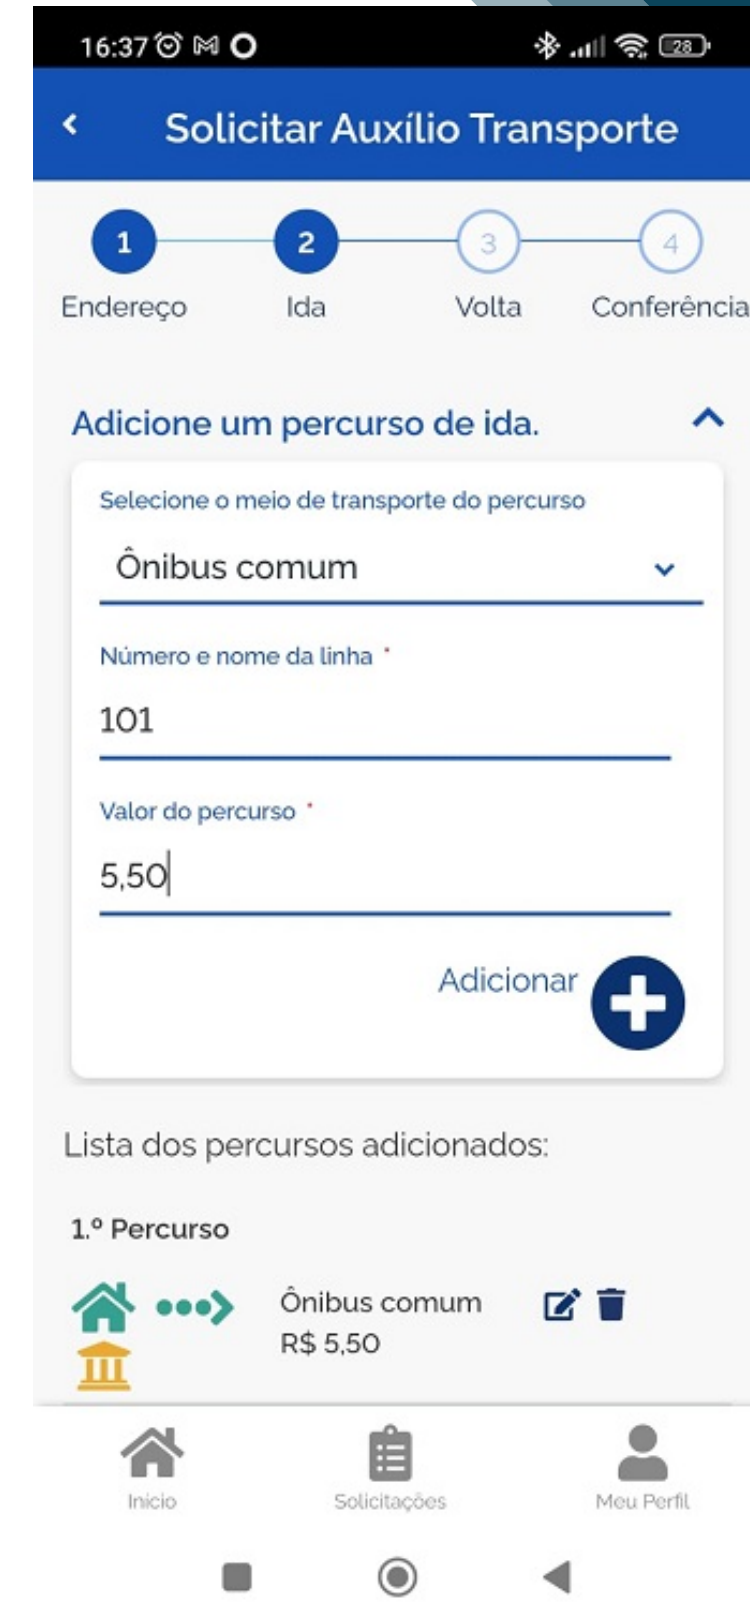 16:37
28
Solicitar Auxílio Transporte
1 2 3 4
Endereço Ida Volta Conferência
Adicione um percurso de ida.
Selecione o meio de transporte do percurso
Ônibus comum
Número e nome da linha *
101
Valor do percurso *
5,50
Adicionar
Lista dos percursos adicionados:
1.º Percurso
Ônibus comum
R$ 5,50
Início Solicitações Meu Perfil